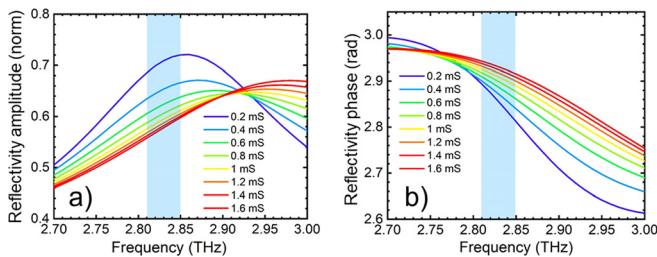 Reflectivity amplitude (norm)
0.8
0.7
0.6
0.5
0.4
0.2 mS
0.4 mS
0.6 mS
0.8 mS
1 mS
1.2 mS
1.4 mS
1.6 mS
a)
2.70 2.75 2.80 2.85 2.90 2.95 3.00
Frequency (THz)
Reflectivity phase (rad)
3.0
2.9
2.8
2.7
2.6
0.2 mS
0.4 mS
0.6 mS
0.8 mS
1 mS
1.2 mS
1.4 mS
1.6 mS
b)
2.70 2.75 2.80 2.85 2.90 2.95 3.00
Frequency (THz)